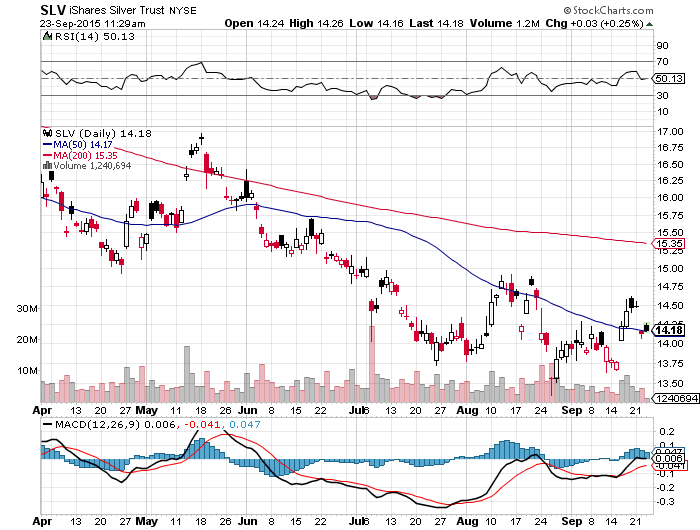 SLV iShares Silver Trust NYSE © StockCharts.com
23-Sep-2015 11:29am Open 14.24 High 14.26 Low 14.16 Last 14.18 Volume 1.2M Chg +0.03 (+0.25%)
RSI(14) 50.13
90
70
50.13
30
10
SLV (Daily) 14.18
MA(50) 14.17
MA(200) 15.35
Volume 1,240,694
17.00
16.75
16.50
16.25
16.00
15.75
15.50
15.35
15.25
15.00
14.75
14.50
14.25
14.18
14.00
13.75
13.50
30M
20M
10M
1240694
Apr 13 20 27 May 11 18 26 Jun 8 15 22 Jul 6 13 20 27 Aug 10 17 24 Sep 8 14 21
MACD(12,26,9) 0.006, -0.041, 0.047
0.2
0.1
0.047
0.006
-0.041
-0.1
-0.2
-0.3
Apr 13 20 27 May 11 18 26 Jun 8 15 22 Jul 6 13 20 27 Aug 10 17 24 Sep 8 14 21